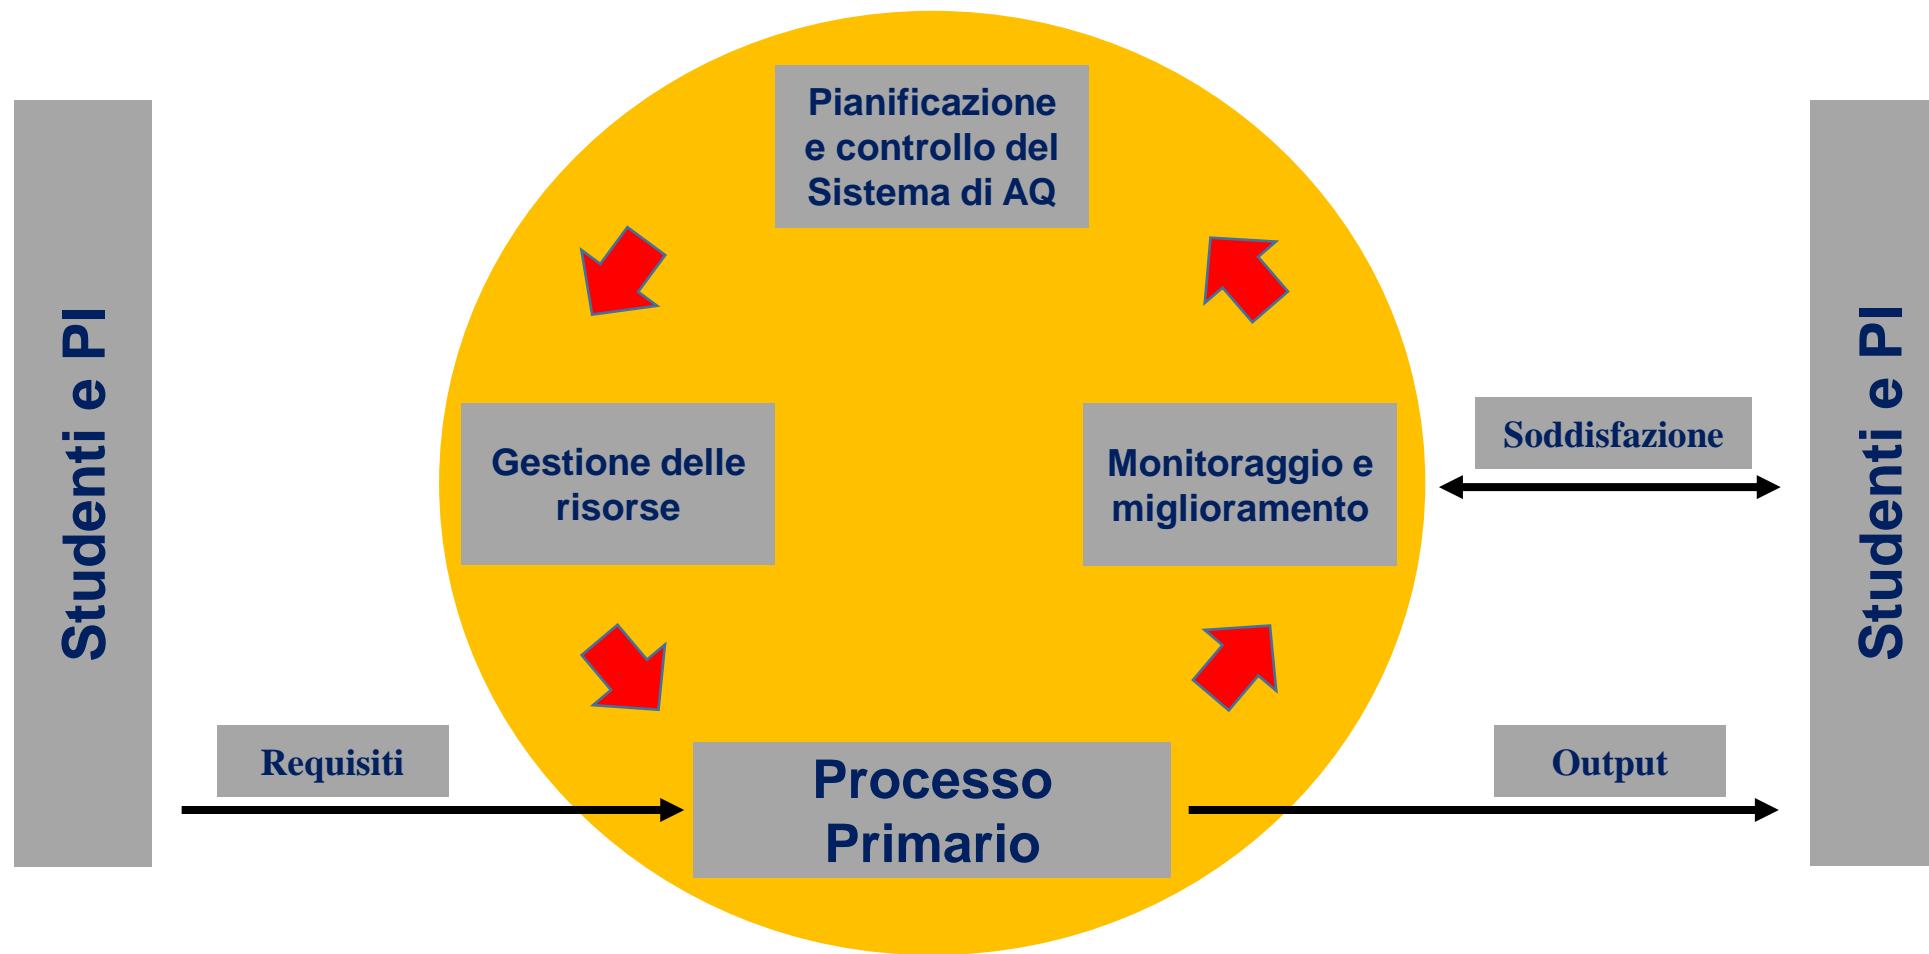 Studenti e PI
Pianificazione
e controllo del
Sistema di AQ
Gestione delle
risorse
Monitoraggio e
miglioramento
Soddisfazione
Requisiti
Processo
Primario
Output
Studenti e PI